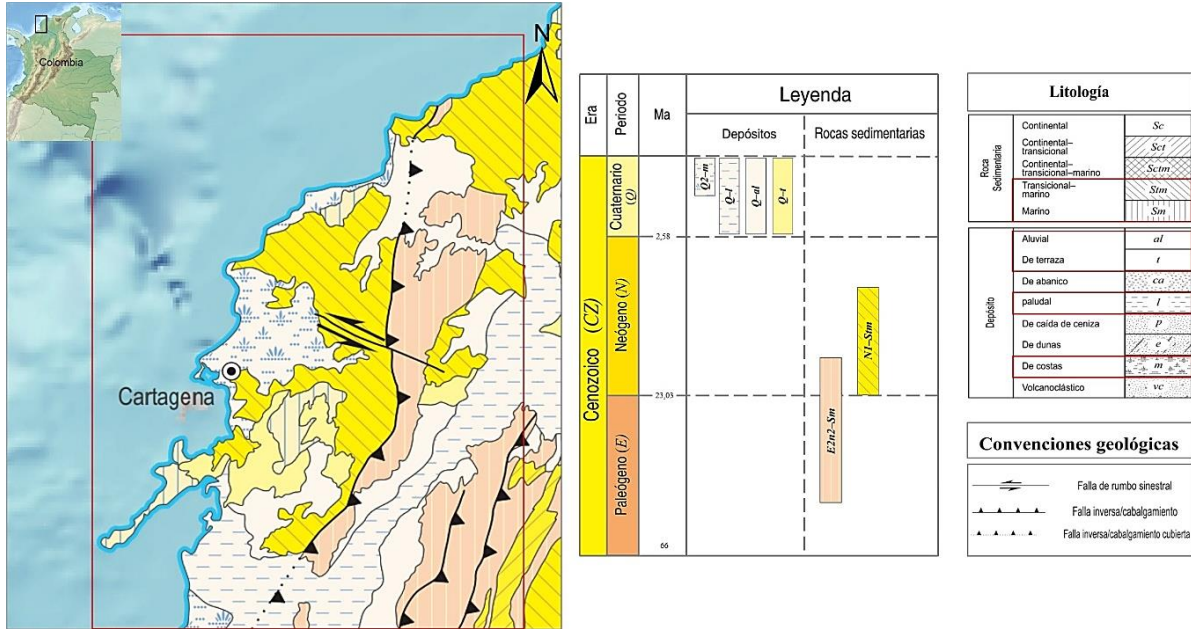 Colombia
N
Cartagena
Era
Periodo
Ma
Leyenda
Depósitos
Rocas sedimentarias
Cenozoico (CZ)
Cuaternario (Q)
Neógeno (N)
Paleógeno (E)
2,58
23,03
66
Q2–m
Q–l
Q–al
Q–t
N1–Stm
E2n2–Sm
Litología
Roca
Sedimentaria
Continental Sc
Continental–
transicional Sct
Continental–
transicional–marino Sctm
Transicional–
marino Stm
Marino Sm
Depósito
Aluvial al
De terraza t
De abanico ca
paludal l
De caída de ceniza p
De dunas e
De costas m
Volcanoclástico vc
Convenciones geológicas
Falla de rumbo sinestral
Falla inversa/cabalgamiento
Falla inversa/cabalgamiento cubierta